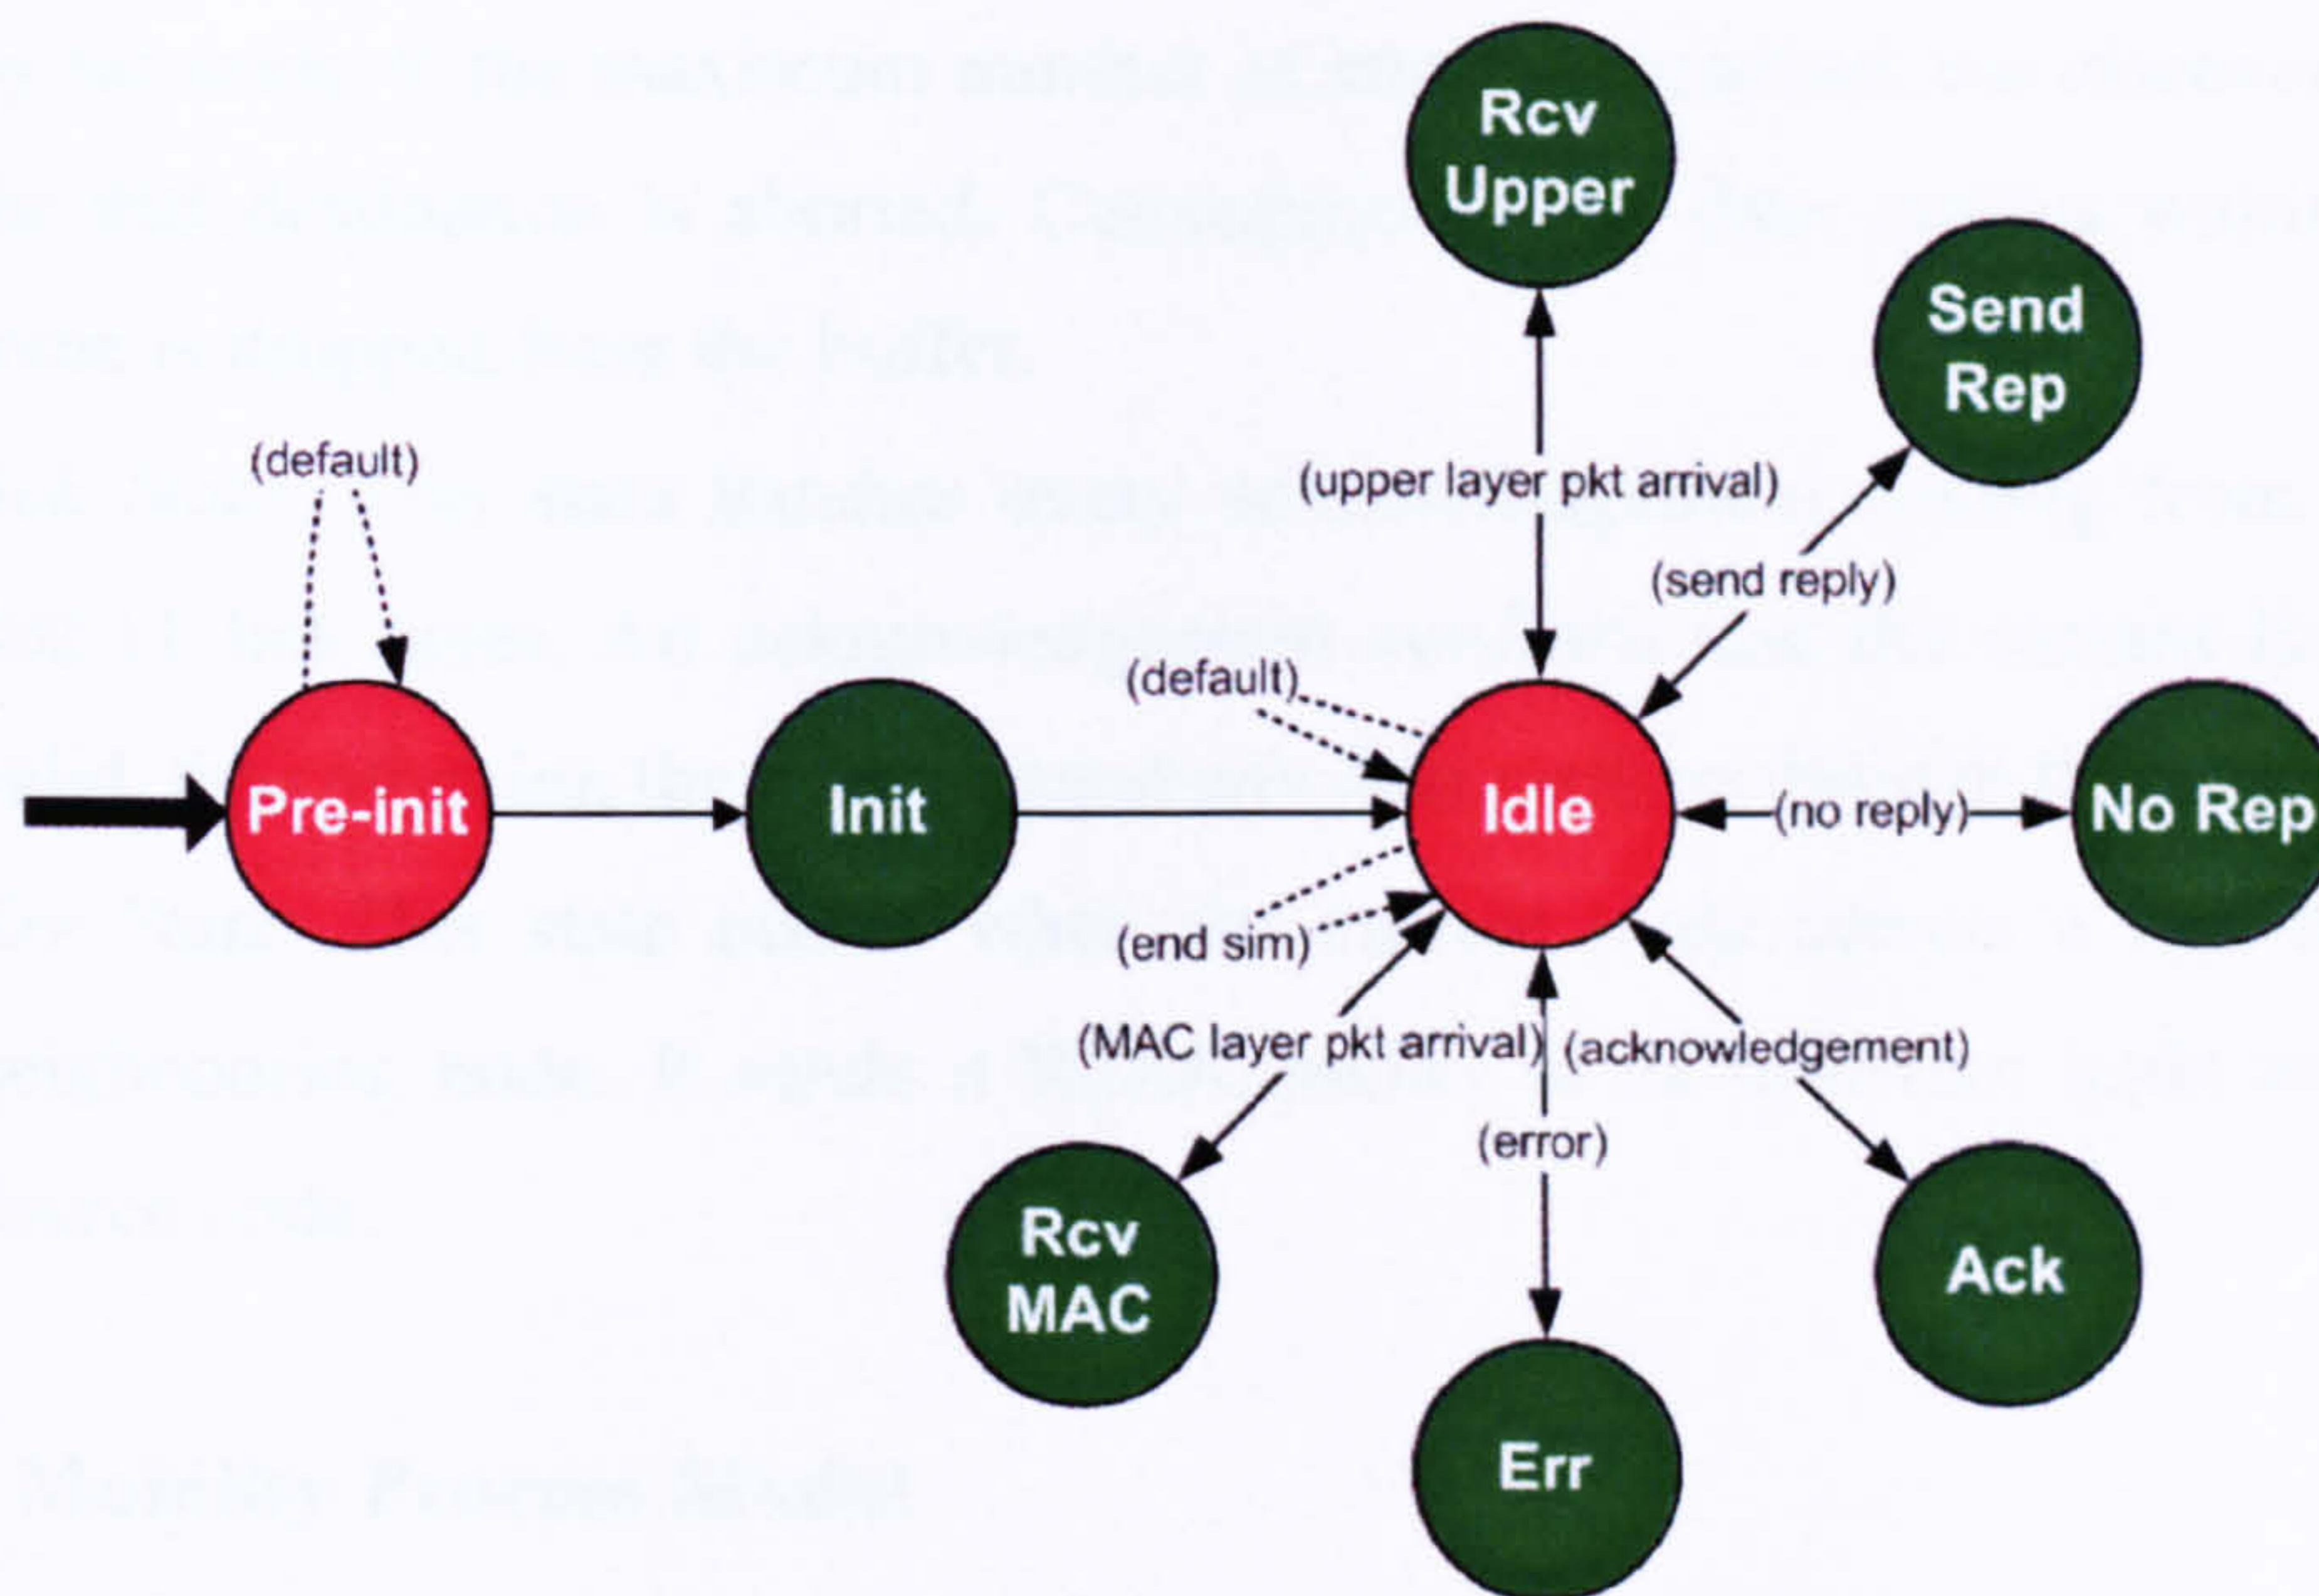 Rcv
Upper
Send
Rep
(default)
(upper layer pkt arrival)
(send reply)
(default)
Pre-init
Init
Idle
(no reply)
No Rep
(end sim)
(MAC layer pkt arrival)
(acknowledgement)
(error)
Rcv
MAC
Ack
Err